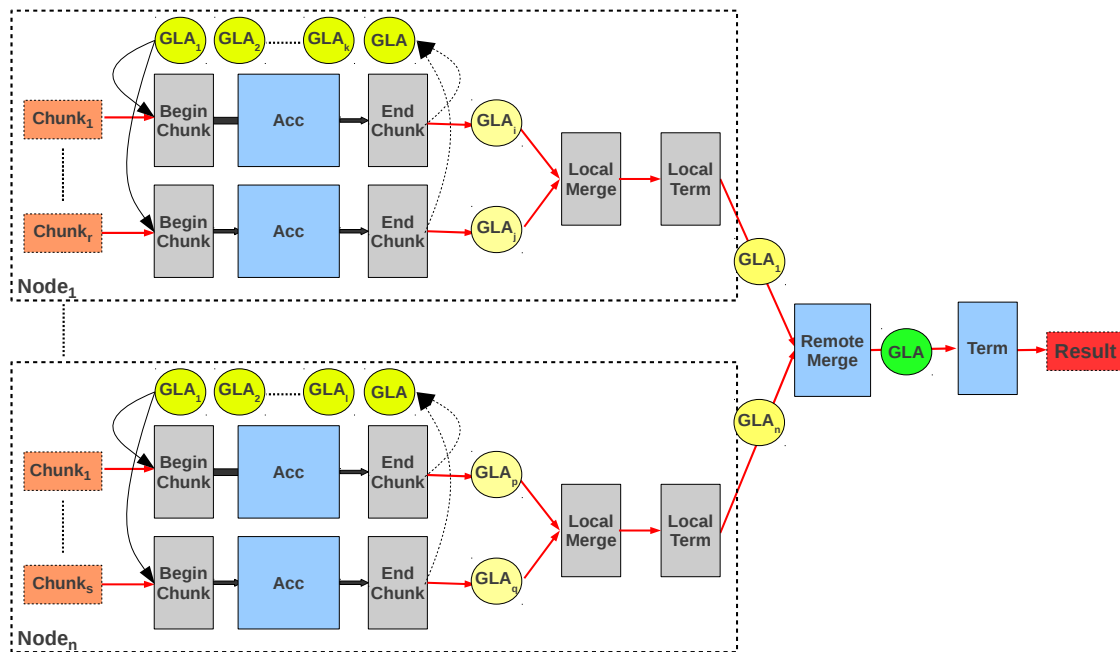 GLA₁ GLA₂ GLAₖ GLA
Chunk₁
Begin
Chunk
Acc
End
Chunk
GLAᵢ
Chunkᵣ
Begin
Chunk
Acc
End
Chunk
GLAⱼ
Local
Merge
Local
Term
Node₁
GLA₁
Remote
Merge
GLA
Term
Result
GLAₙ
GLA₁ GLA₂ GLAₗ GLA
Chunk₁
Begin
Chunk
Acc
End
Chunk
GLAₚ
Chunkₛ
Begin
Chunk
Acc
End
Chunk
GLA_q
Local
Merge
Local
Term
Nodeₙ